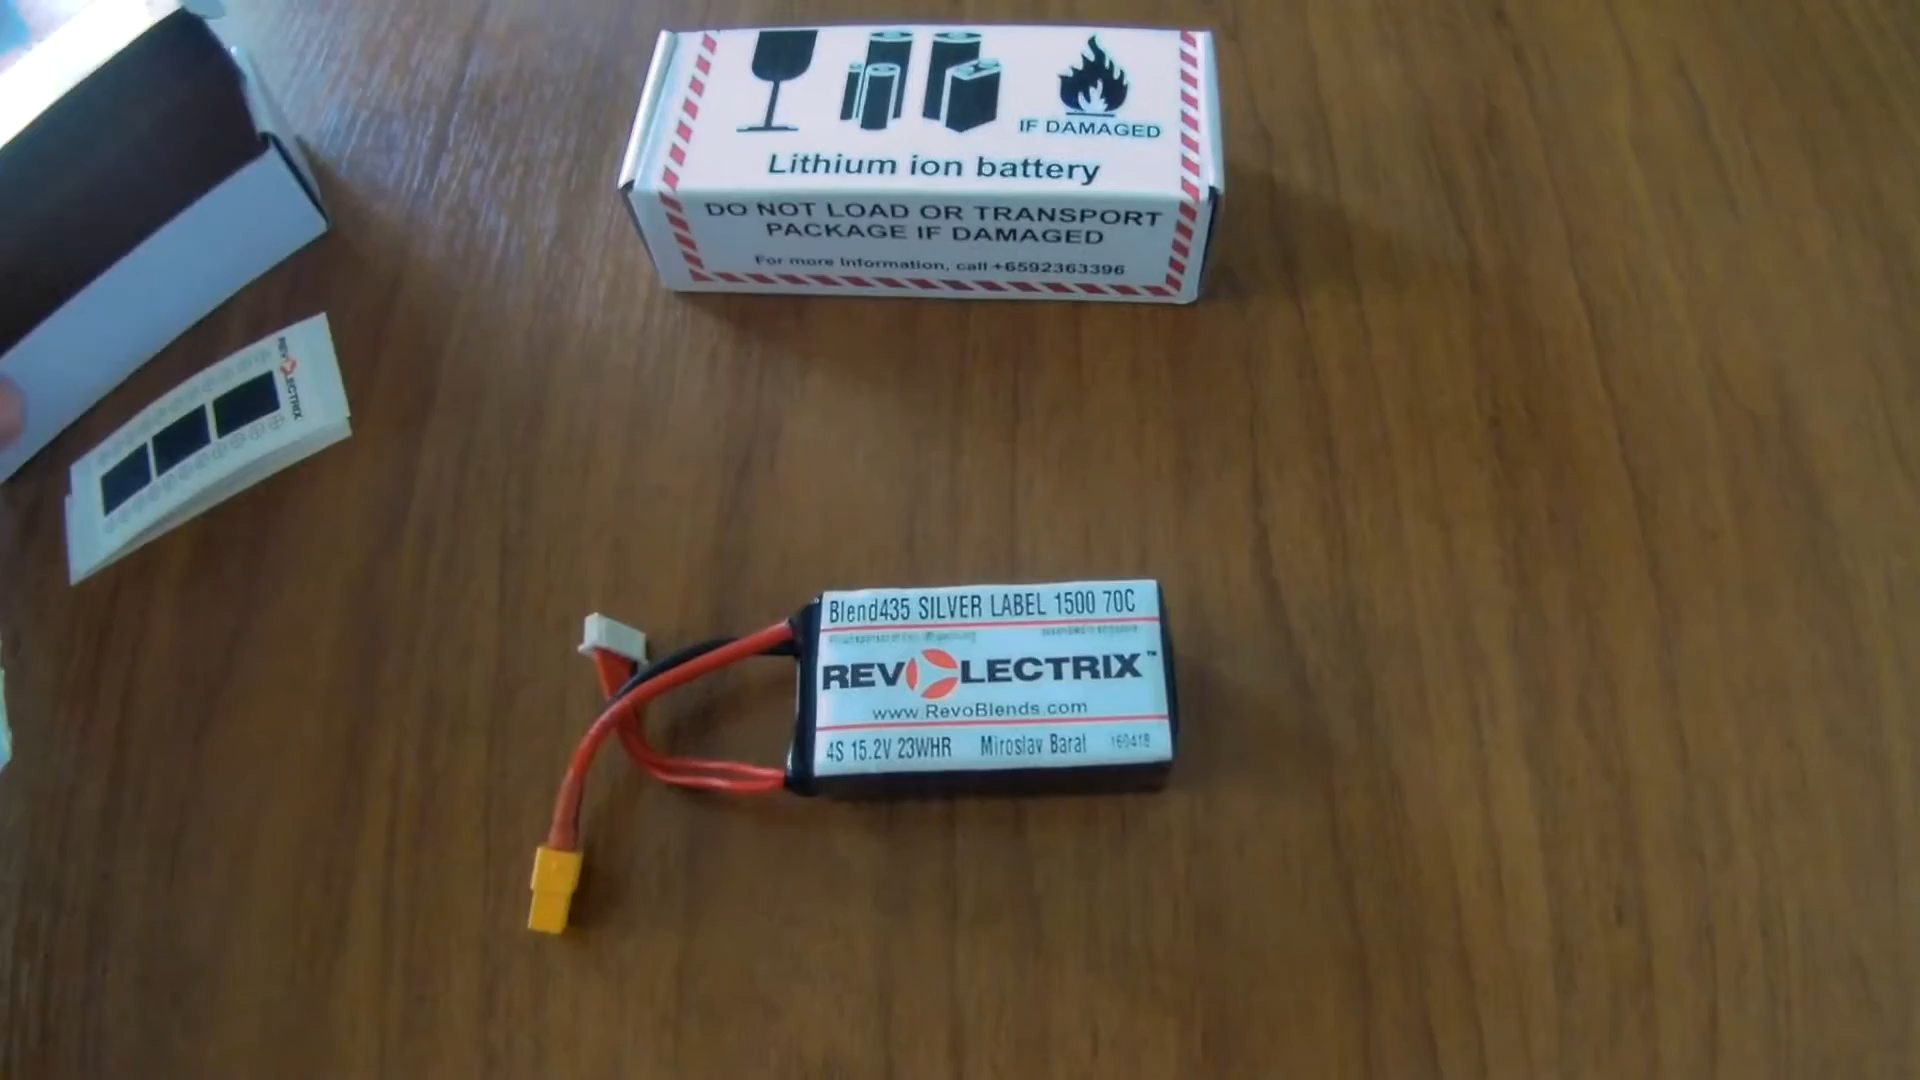 IF DAMAGED
Lithium ion battery
DO NOT LOAD OR TRANSPORT
PACKAGE IF DAMAGED
For more Information, call +6592363396
REVOLECTRIX
Blend435 SILVER LABEL 1500 70C
REVOLECTRIX™
www.RevoBlends.com
4S 15.2V 23WHR Miroslav Barat 160418